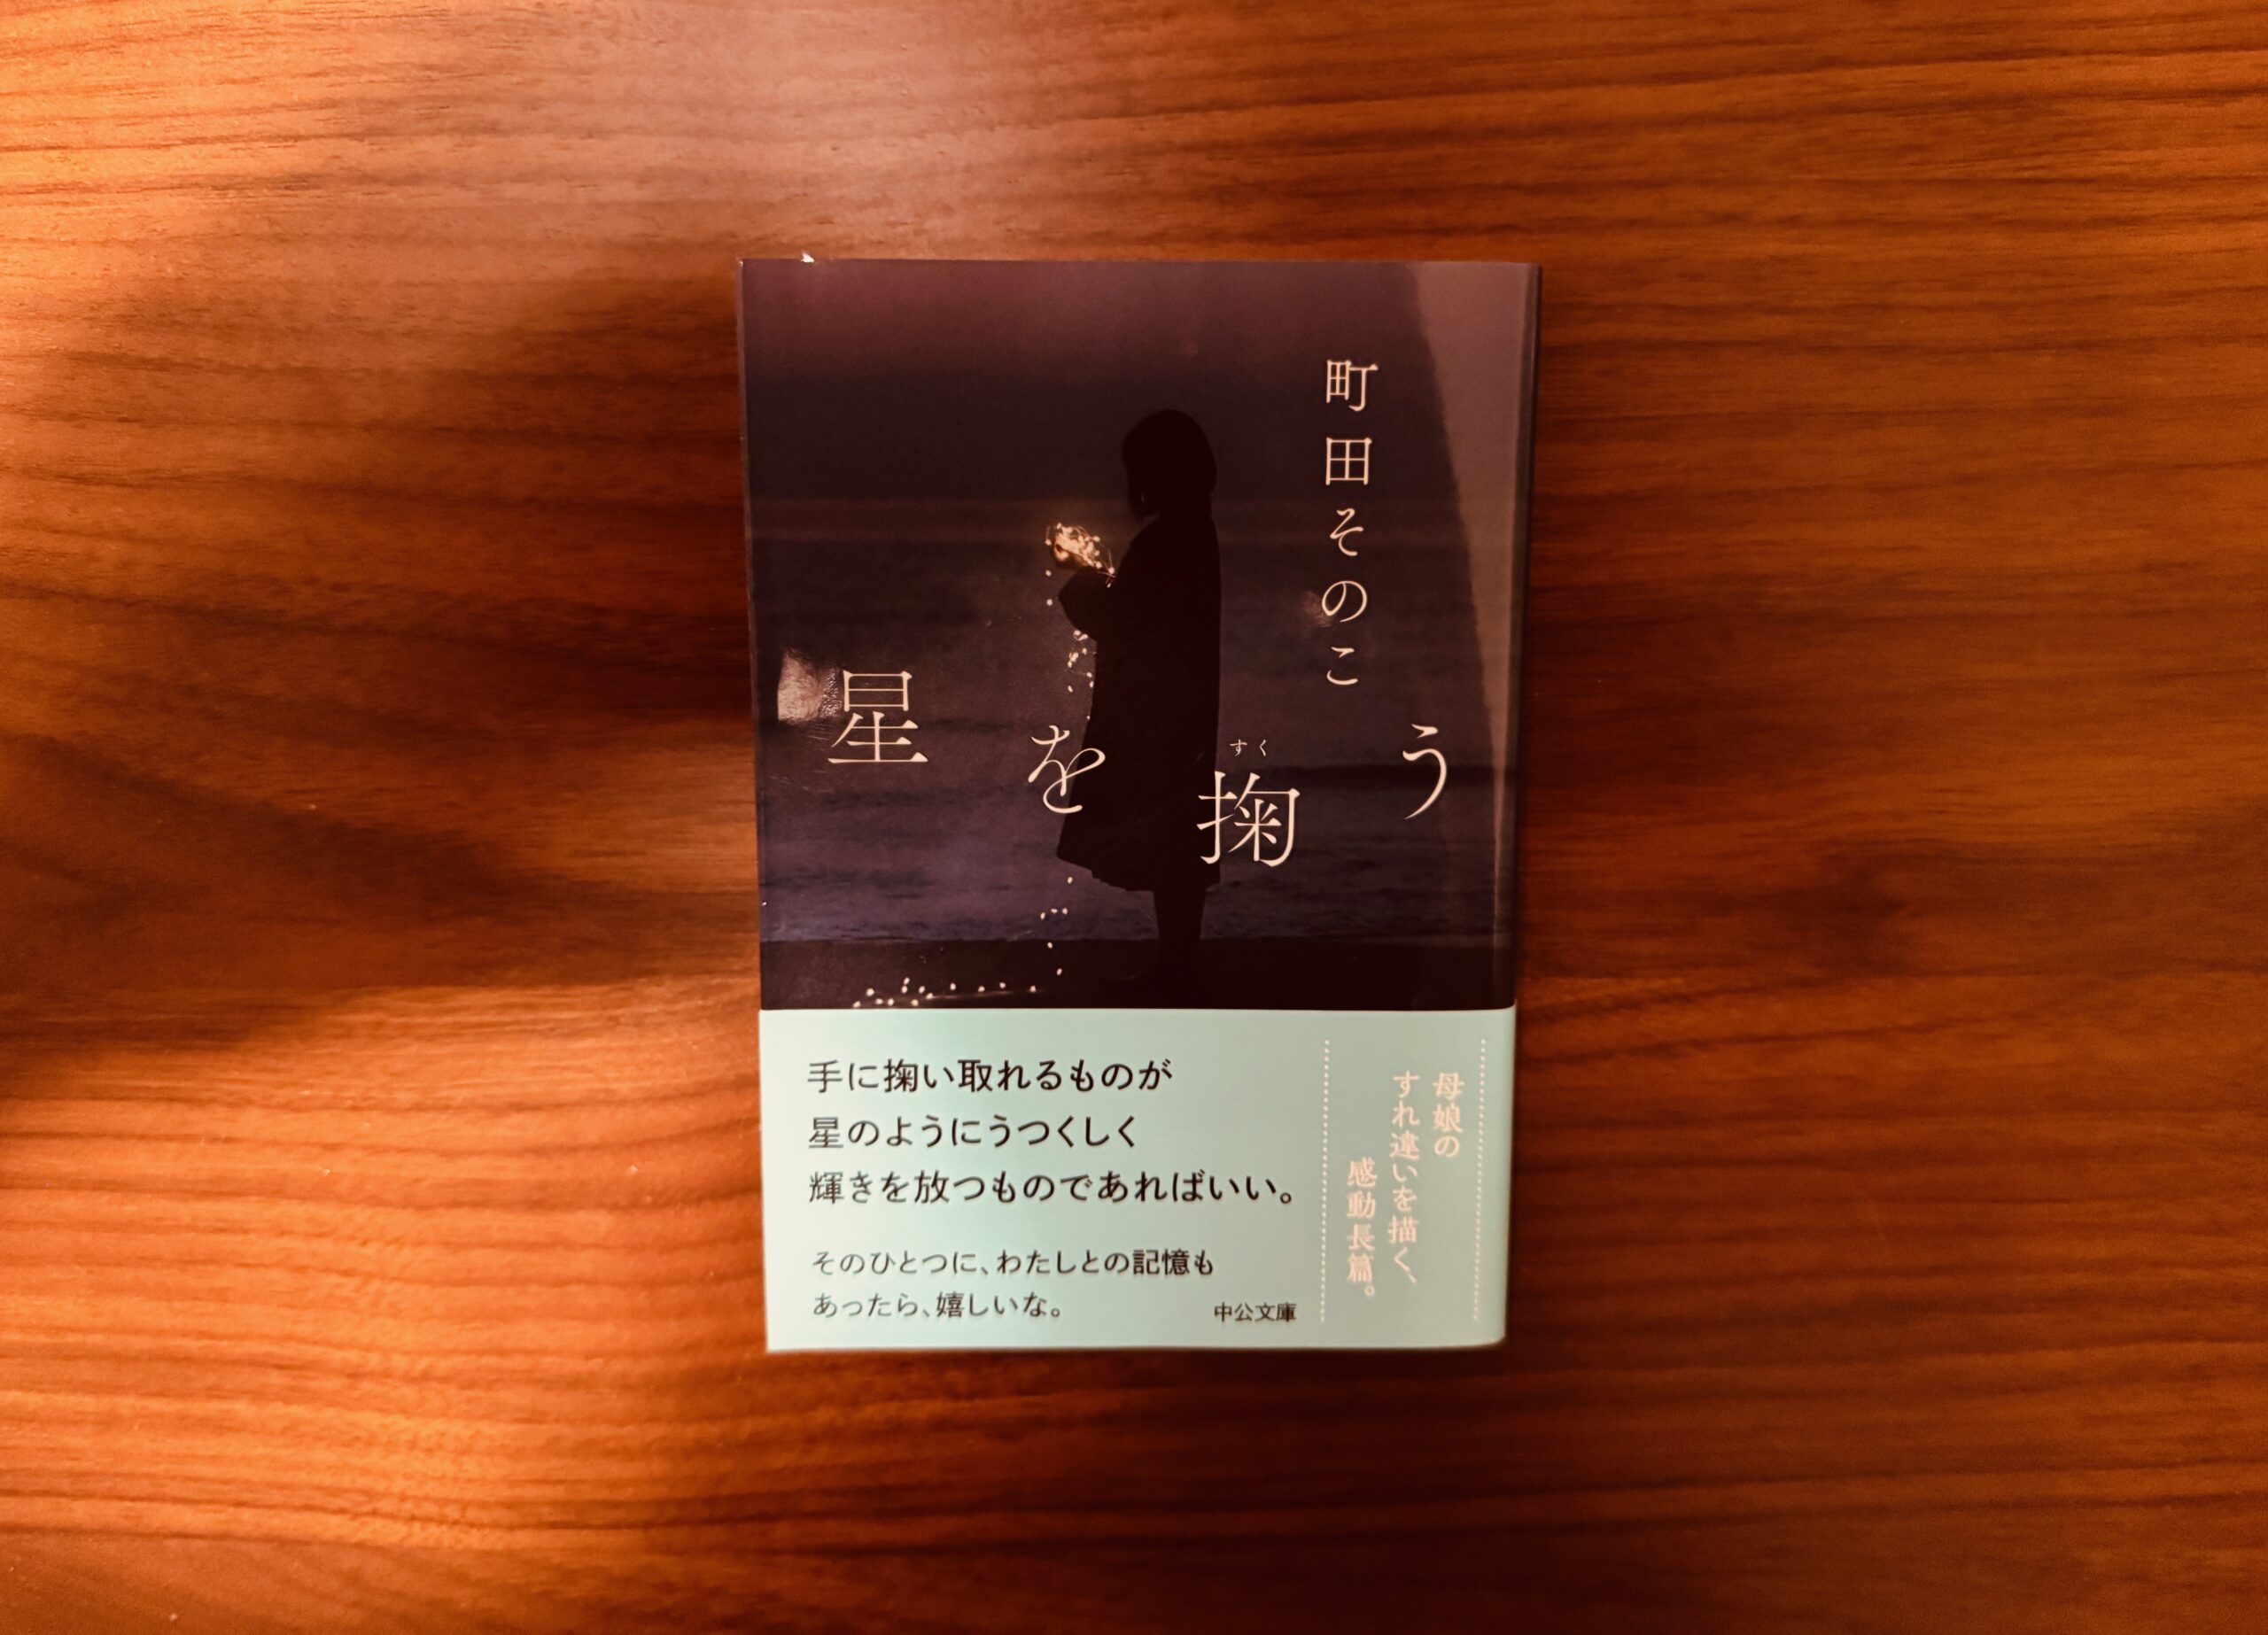 町田そのこ
星を掬う
すく
手に掬い取れるものが
星のようにうつくしく
輝きを放つものであればいい。
そのひとつに、わたしとの記憶も
あったら、嬉しいな。
中公文庫
母娘の
すれ違いを描く、
感動長篇。